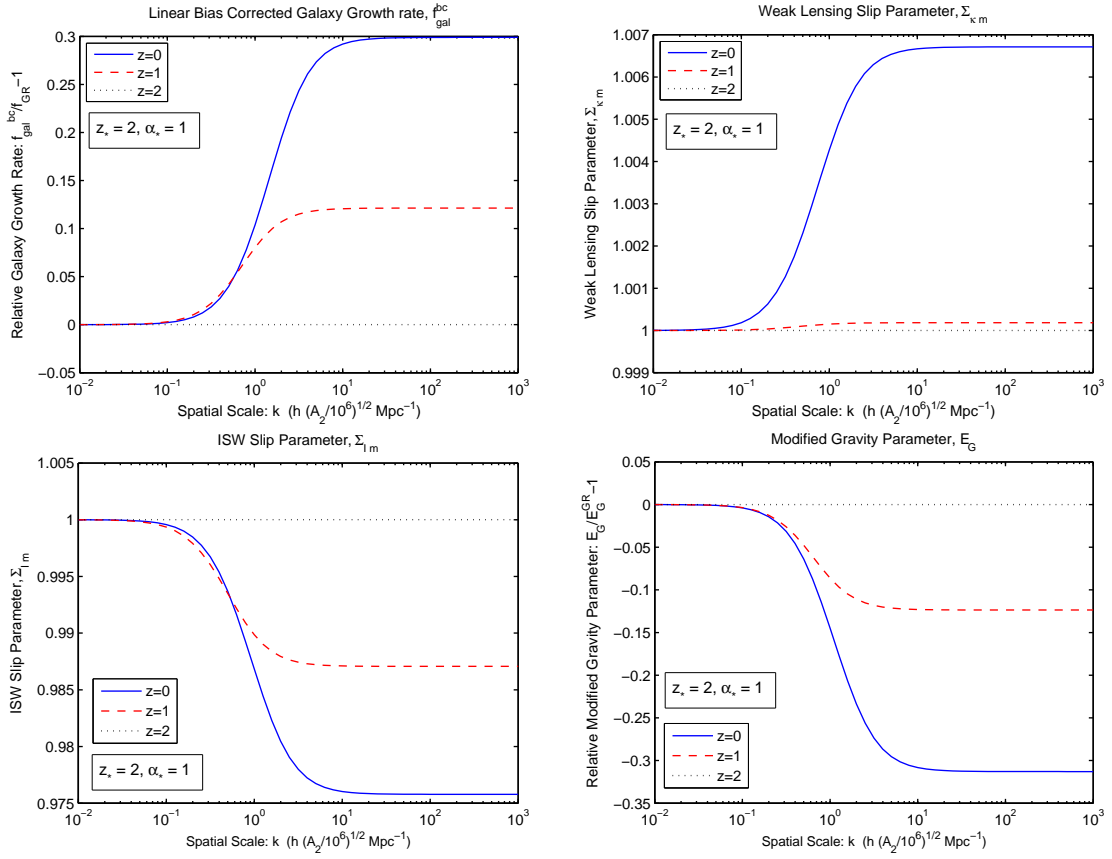 Linear Bias Corrected Galaxy Growth rate, f_gal^bc
Relative Galaxy Growth Rate: f_gal^bc/f_GR−1
0.3
0.25
0.2
0.15
0.1
0.05
0
−0.05
z=0
z=1
z=2
z_* = 2, α_* = 1
10^−2 10^−1 10^0 10^1 10^2 10^3
Spatial Scale: k (h (A_2/10^6)^1/2 Mpc^−1)
Weak Lensing Slip Parameter, Σ_κ m
Weak Lensing Slip Parameter, Σ_κ m
1.007
1.006
1.005
1.004
1.003
1.002
1.001
1
0.999
z=0
z=1
z=2
z_* = 2, α_* = 1
10^−2 10^−1 10^0 10^1 10^2 10^3
Spatial Scale: k (h (A_2/10^6)^1/2 Mpc^−1)
ISW Slip Parameter, Σ_I m
ISW Slip Parameter, Σ_I m
1.005
1
0.995
0.99
0.985
0.98
0.975
z=0
z=1
z=2
z_* = 2, α_* = 1
10^−2 10^−1 10^0 10^1 10^2 10^3
Spatial Scale: k (h (A_2/10^6)^1/2 Mpc^−1)
Modified Gravity Parameter, E_G
Relative Modified Gravity Parameter: E_G/E_G^GR−1
0.05
0
−0.05
−0.1
−0.15
−0.2
−0.25
−0.3
−0.35
z_* = 2, α_* = 1
z=0
z=1
z=2
10^−2 10^−1 10^0 10^1 10^2 10^3
Spatial Scale: k (h (A_2/10^6)^1/2 Mpc^−1)